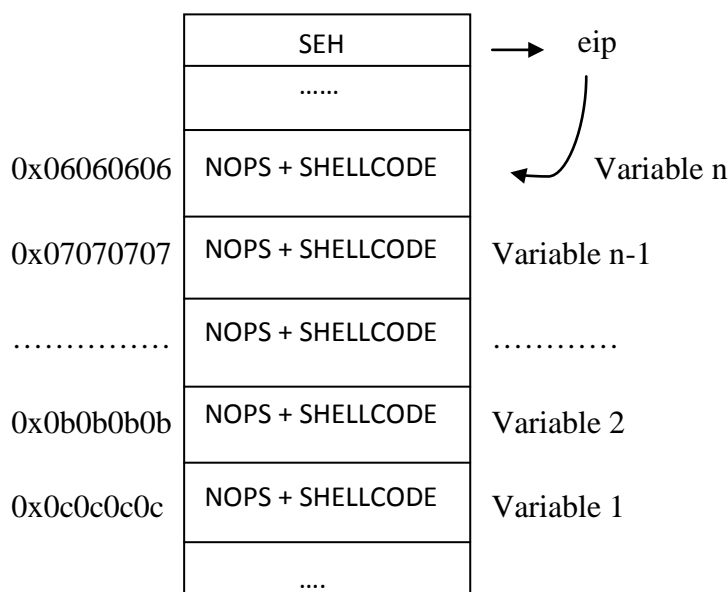 SEH eip
......
0x06060606 NOPS + SHELLCODE Variable n
0x07070707 NOPS + SHELLCODE Variable n-1
............... NOPS + SHELLCODE ............
0x0b0b0b0b NOPS + SHELLCODE Variable 2
0x0c0c0c0c NOPS + SHELLCODE Variable 1
....